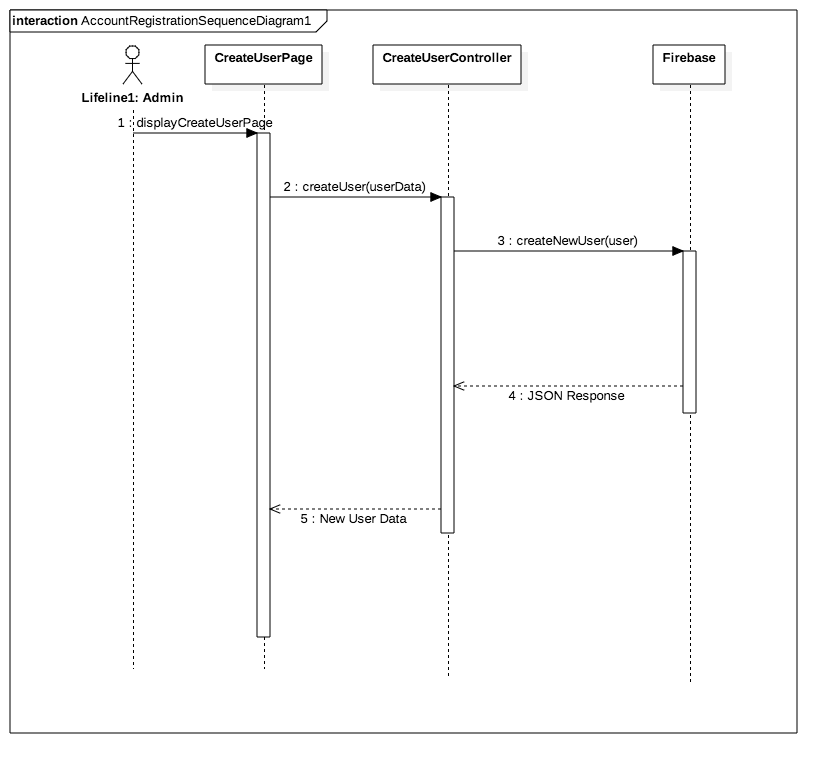 interaction AccountRegistrationSequenceDiagram1
CreateUserPage
CreateUserController
Firebase
Lifeline1: Admin
1 : displayCreateUserPage
2 : createUser(userData)
3 : createNewUser(user)
4 : JSON Response
5 : New User Data